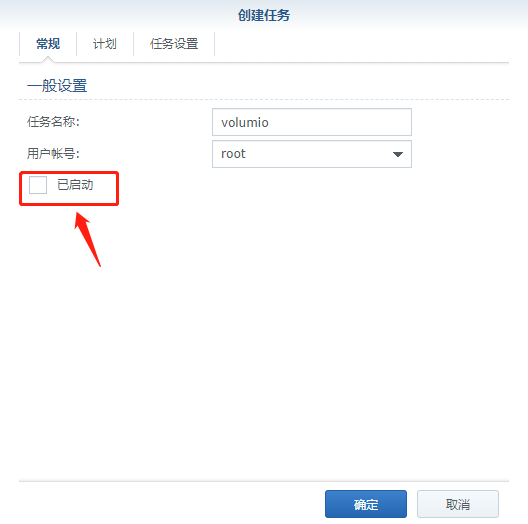 创建任务
常规 计划 任务设置
一般设置
任务名称: volumio
用户帐号: root
已启动
确定 取消